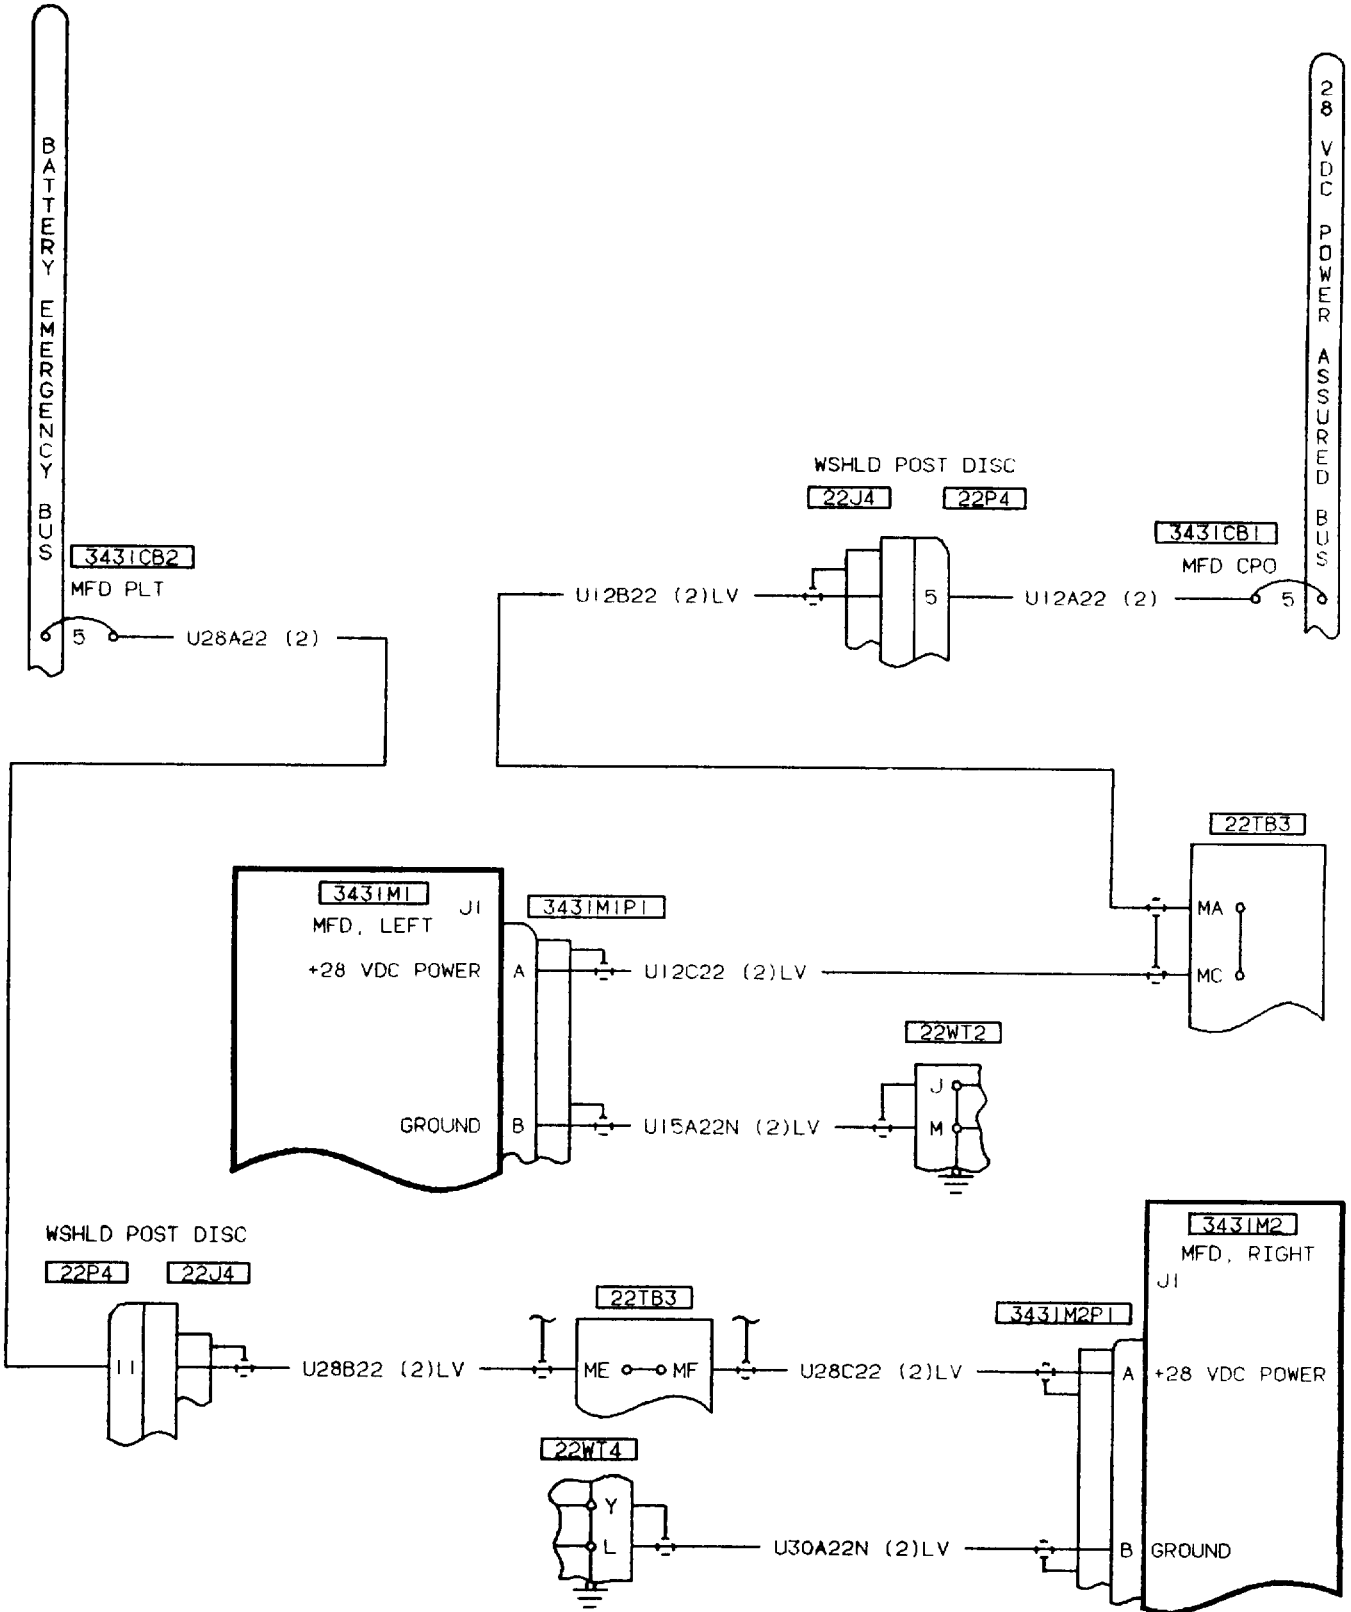 BATTERY EMERGENCY BUS
28 VDC POWER ASSURED BUS
WSHLD POST DISC
22J4 22P4
3431CB1
MFD CPO
3431CB2
MFD PLT
U12B22 (2)LV
5
U12A22 (2)
5
5
U28A22 (2)
22TB3
3431M1
J1
3431M1P1
MFD, LEFT
MA
+28 VDC POWER
A
U12C22 (2)LV
MC
22WT2
J
GROUND
B
U15A22N (2)LV
M
WSHLD POST DISC
22P4 22J4
3431M2
MFD, RIGHT
J1
22TB3
3431M2P1
11
U28B22 (2)LV
ME
MF
U28C22 (2)LV
A
+28 VDC POWER
22WT4
Y
L
U30A22N (2)LV
B
GROUND